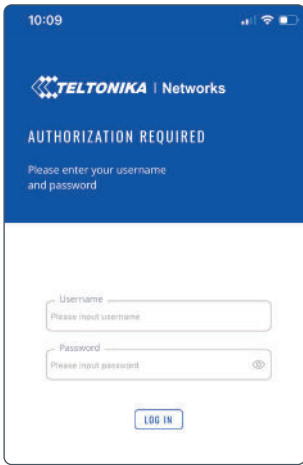 10:09
TELTONIKA | Networks
AUTHORIZATION REQUIRED
Please enter your username
and password
Username
Please input username
Password
Please input password
LOG IN